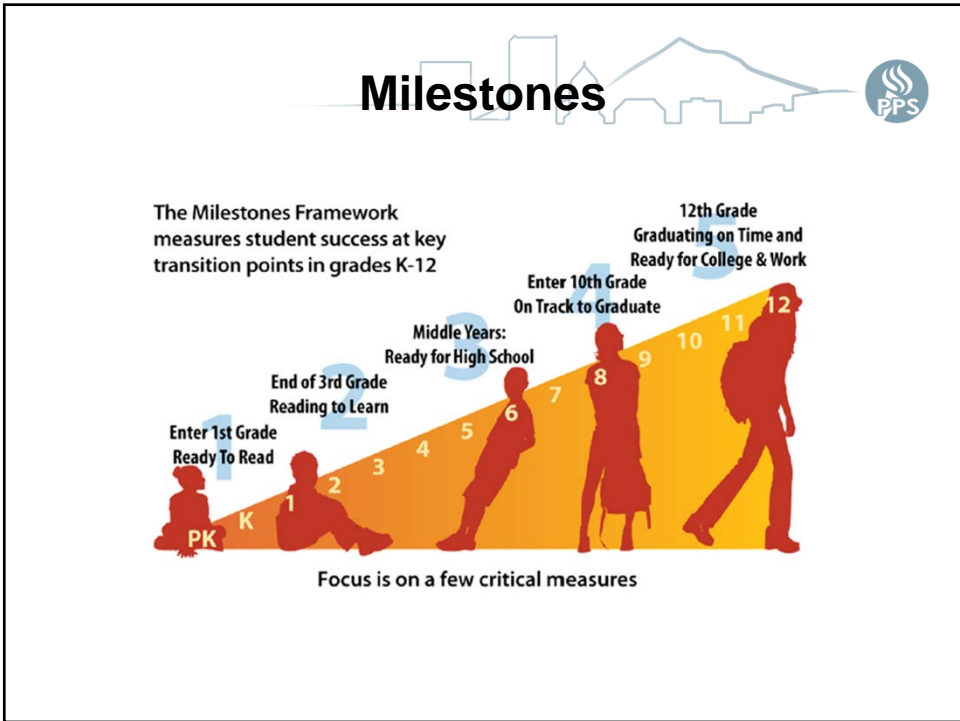 Milestones
PPS
The Milestones Framework
measures student success at key
transition points in grades K-12
1
Enter 1st Grade
Ready To Read
2
End of 3rd Grade
Reading to Learn
3
Middle Years:
Ready for High School
4
Enter 10th Grade
On Track to Graduate
5
12th Grade
Graduating on Time and
Ready for College & Work
PK
K
1
2
3
4
5
6
7
8
9
10
11
12
Focus is on a few critical measures